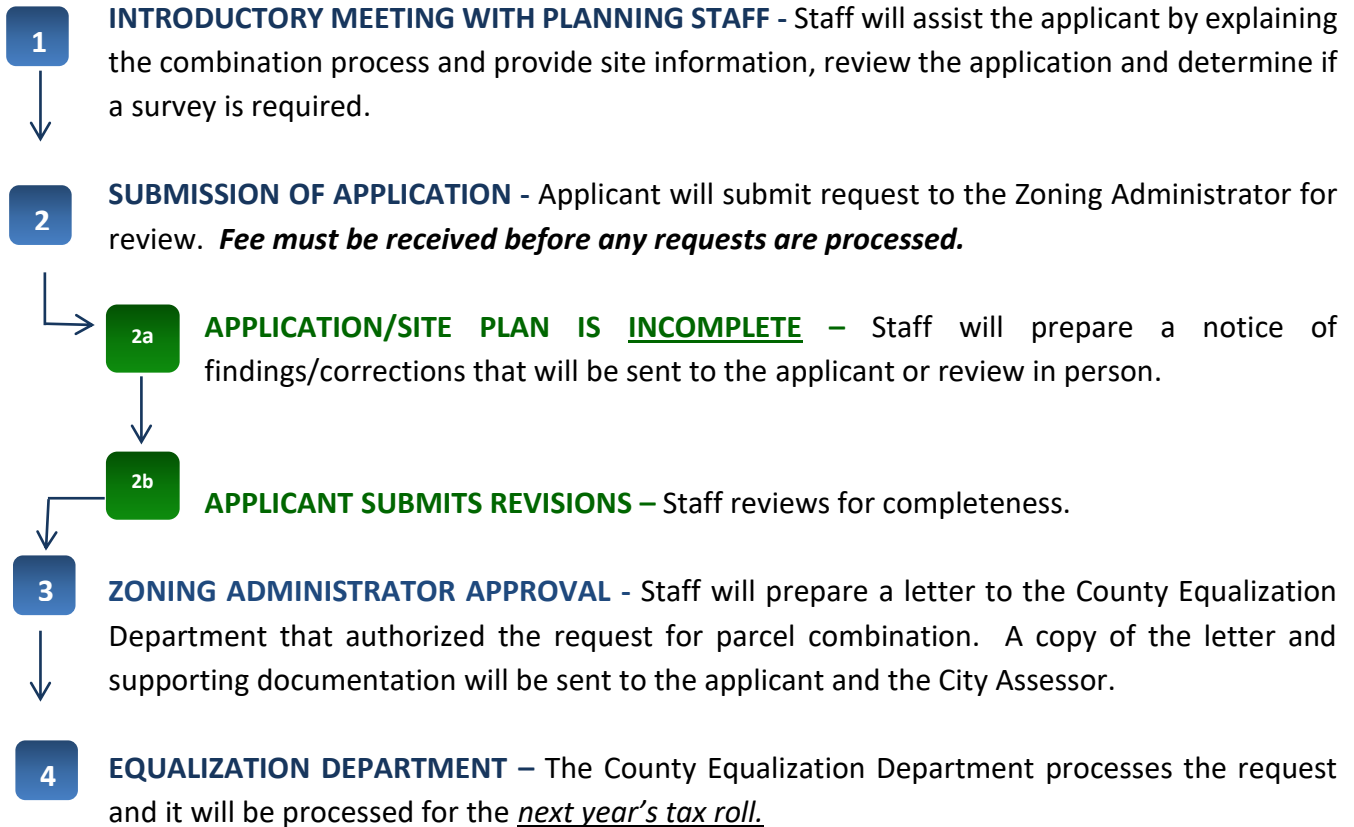 1
INTRODUCTORY MEETING WITH PLANNING STAFF - Staff will assist the applicant by explaining
the combination process and provide site information, review the application and determine if
a survey is required.
2
SUBMISSION OF APPLICATION - Applicant will submit request to the Zoning Administrator for
review. Fee must be received before any requests are processed.
2a
APPLICATION/SITE PLAN IS INCOMPLETE – Staff will prepare a notice of
findings/corrections that will be sent to the applicant or review in person.
2b
APPLICANT SUBMITS REVISIONS – Staff reviews for completeness.
3
ZONING ADMINISTRATOR APPROVAL - Staff will prepare a letter to the County Equalization
Department that authorized the request for parcel combination. A copy of the letter and
supporting documentation will be sent to the applicant and the City Assessor.
4
EQUALIZATION DEPARTMENT – The County Equalization Department processes the request
and it will be processed for the next year's tax roll.